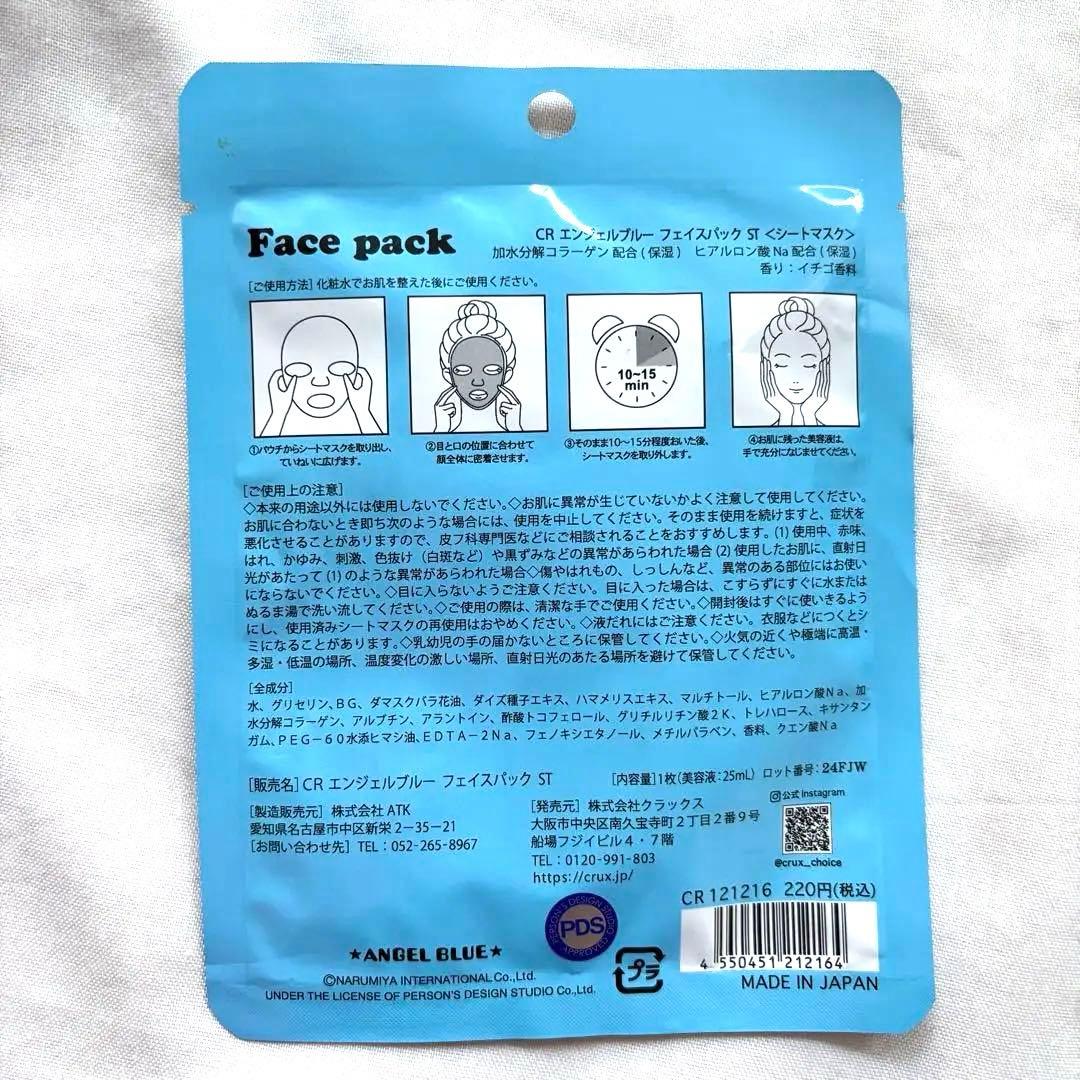 Face pack
CR エンジェルブルー フェイスパック ST <シートマスク>
加水分解コラーゲン 配合 ( 保湿 )　ヒアルロン酸 Na 配合 ( 保湿 )
香り : イチゴ香料
[ご使用方法] 化粧水でお肌を整えた後にご使用ください。
10~15
min
①パウチからシートマスクを取り出し、
ていねいに広げます。
②目と口の位置に合わせて
顔全体に密着させます。
③そのまま10～15分程度おいた後、
シートマスクを取り外します。
④お肌に残った美容液は、
手で充分になじませてください。
[ご使用上の注意]
◇本来の用途以外には使用しないでください。◇お肌に異常が生じていないかよく注意して使用してください。
お肌に合わないとき即ち次のような場合には、使用を中止してください。そのまま使用を続けますと、症状を
悪化させることがありますので、皮フ科専門医などにご相談されることをおすすめします。(1) 使用中、赤味、
はれ、かゆみ、刺激、色抜け（白斑など）や黒ずみなどの異常があらわれた場合 (2) 使用したお肌に、直射日
光があたって (1) のような異常があらわれた場合◇傷やはれもの、しっしんなど、異常のある部位にはお使い
にならないでください。◇目に入らないようご注意ください。目に入った場合は、こすらずにすぐに水または
ぬるま湯で洗い流してください。◇ご使用の際は、清潔な手でご使用ください。◇開封後はすぐに使いきるよう
にし、使用済みシートマスクの再使用はおやめください。◇液だれにはご注意ください。衣服などにつくとシ
ミになることがあります。◇乳幼児の手の届かないところに保管してください。◇火気の近くや極端に高温・
多湿・低温の場所、温度変化の激しい場所、直射日光のあたる場所を避けて保管してください。
[全成分]
水、グリセリン、ＢＧ、ダマスクバラ花油、ダイズ種子エキス、ハマメリスエキス、マルチトール、ヒアルロン酸Ｎａ、加
水分解コラーゲン、アルブチン、アラントイン、酢酸トコフェロール、グリチルリチン酸２Ｋ、トレハロース、キサンタン
ガム、ＰＥＧ－６０水添ヒマシ油、ＥＤＴＡ－２Ｎａ、フェノキシエタノール、メチルパラベン、香料、クエン酸Ｎａ
[販売名] CR エンジェルブルー フェイスパック ST
[内容量] 1枚(美容液:25mL) ロット番号: 24FJW
[製造販売元] 株式会社 ATK
愛知県名古屋市中区新栄 2－35－21
[お問い合わせ先] TEL : 052-265-8967
[発売元] 株式会社クラックス
大阪市中央区南久宝寺町２丁目２番９号
船場フジイビル４・７階
TEL : 0120-991-803
https://crux.jp/
公式 Instagram
@crux_choice
CR 121216 220円(税込)
4 550451 212164
MADE IN JAPAN
PERSON'S DESIGN STUDIO
PDS
APPROVED
プラ
★ANGEL BLUE★
©NARUMIYA INTERNATIONAL Co.,Ltd.
UNDER THE LICENSE OF PERSON'S DESIGN STUDIO Co.,Ltd.